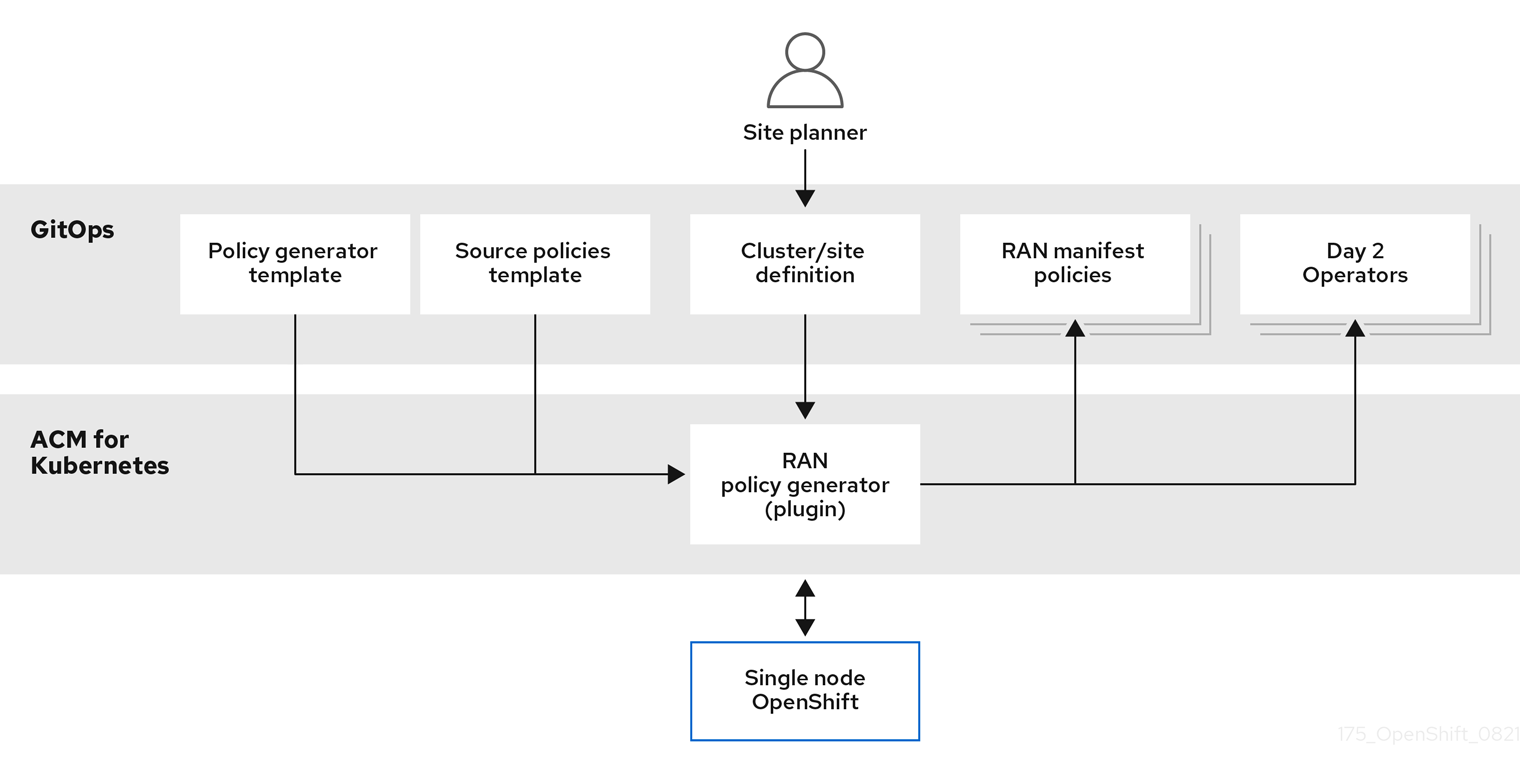 Site planner
GitOps
Policy generator
template
Source policies
template
Cluster/site
definition
RAN manifest
policies
Day 2
Operators
ACM for
Kubernetes
RAN
policy generator
(plugin)
Single node
OpenShift
175_OpenShift_0821